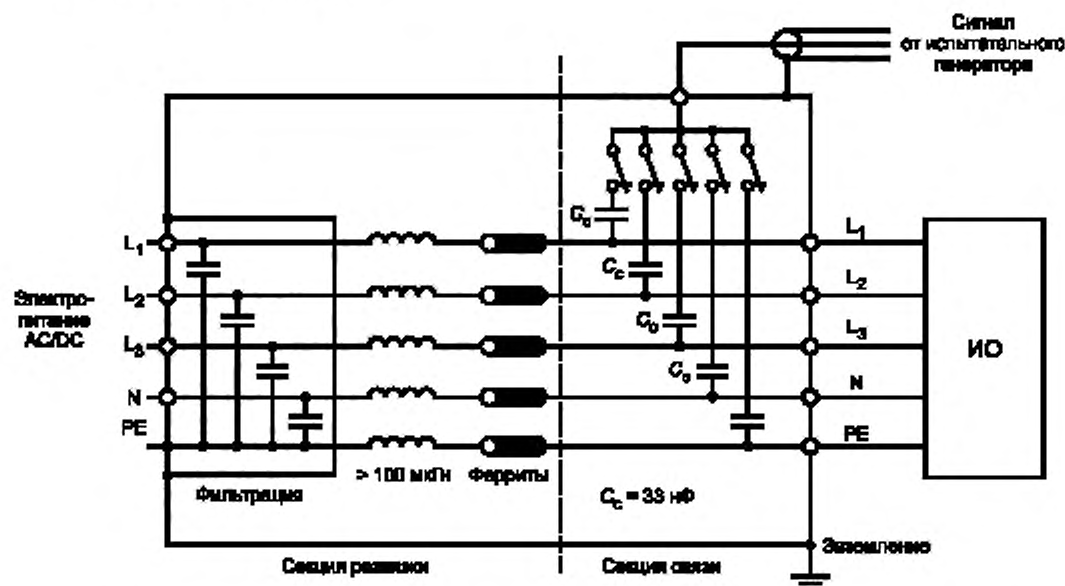 Сигнал
от испытательного
генератора
Cc
L1
L1
Cc
L2
L2
Электро-
питание
AC/DC
Cc
L3
L3
ИО
Cc
N
N
PE
PE
> 100 мкГн
Ферриты
Фильтрация
Cc = 33 нФ
Заземление
Секция развязки
Секция связи